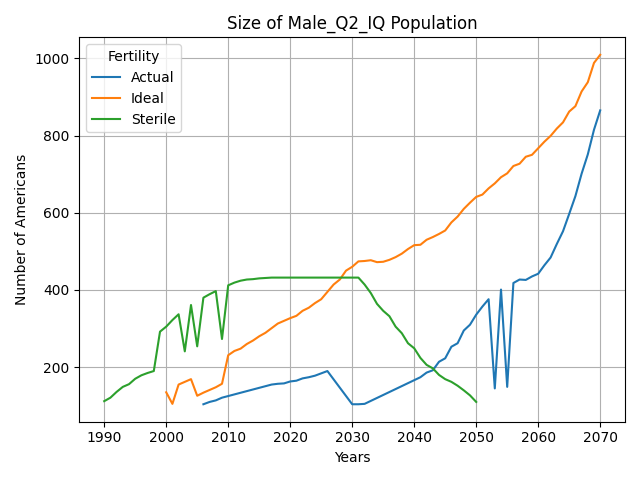 Size of Male_Q2_IQ Population
Fertility
Actual
Ideal
Sterile
Number of Americans
1000
800
600
400
200
1990 2000 2010 2020 2030 2040 2050 2060 2070
Years